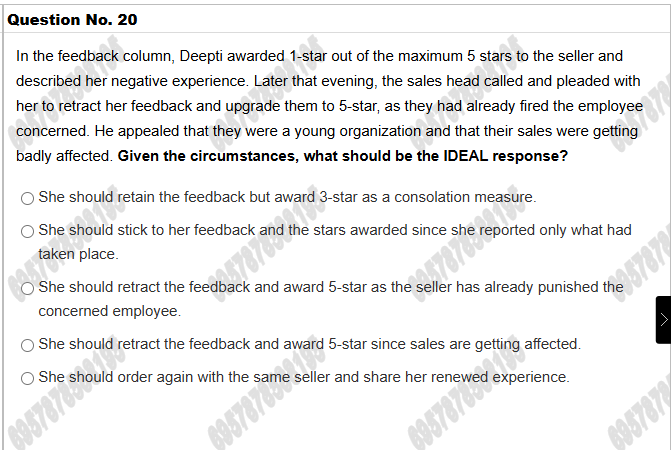 Question No. 20
In the feedback column, Deepti awarded 1-star out of the maximum 5 stars to the seller and
described her negative experience. Later that evening, the sales head called and pleaded with
her to retract her feedback and upgrade them to 5-star, as they had already fired the employee
concerned. He appealed that they were a young organization and that their sales were getting
badly affected. Given the circumstances, what should be the IDEAL response?
She should retain the feedback but award 3-star as a consolation measure.
She should stick to her feedback and the stars awarded since she reported only what had
taken place.
She should retract the feedback and award 5-star as the seller has already punished the
concerned employee.
She should retract the feedback and award 5-star since sales are getting affected.
She should order again with the same seller and share her renewed experience.